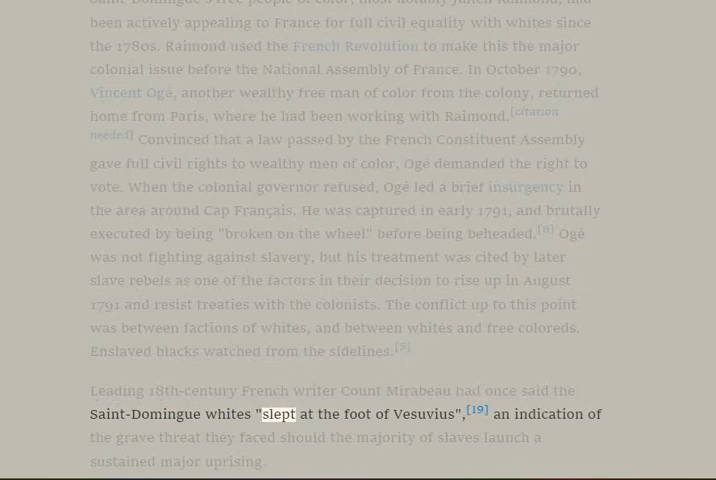 been actively appealing to France for full civil equality with whites since
the 1780s. Raimond used the French Revolution to make this the major
colonial issue before the National Assembly of France. In October 1790,
Vincent Ogé, another wealthy free man of color from the colony, returned
home from Paris, where he had been working with Raimond.[citation
needed] Convinced that a law passed by the French Constituent Assembly
gave full civil rights to wealthy men of color, Ogé demanded the right to
vote. When the colonial governor refused, Ogé led a brief insurgency in
the area around Cap Français. He was captured in early 1791, and brutally
executed by being "broken on the wheel" before being beheaded.[8] Ogé
was not fighting against slavery, but his treatment was cited by later
slave rebels as one of the factors in their decision to rise up in August
1791 and resist treaties with the colonists. The conflict up to this point
was between factions of whites, and between whites and free coloreds.
Enslaved blacks watched from the sidelines.[5]
Leading 18th-century French writer Count Mirabeau had once said the
Saint-Domingue whites "slept at the foot of Vesuvius",[19] an indication of
the grave threat they faced should the majority of slaves launch a
sustained major uprising.